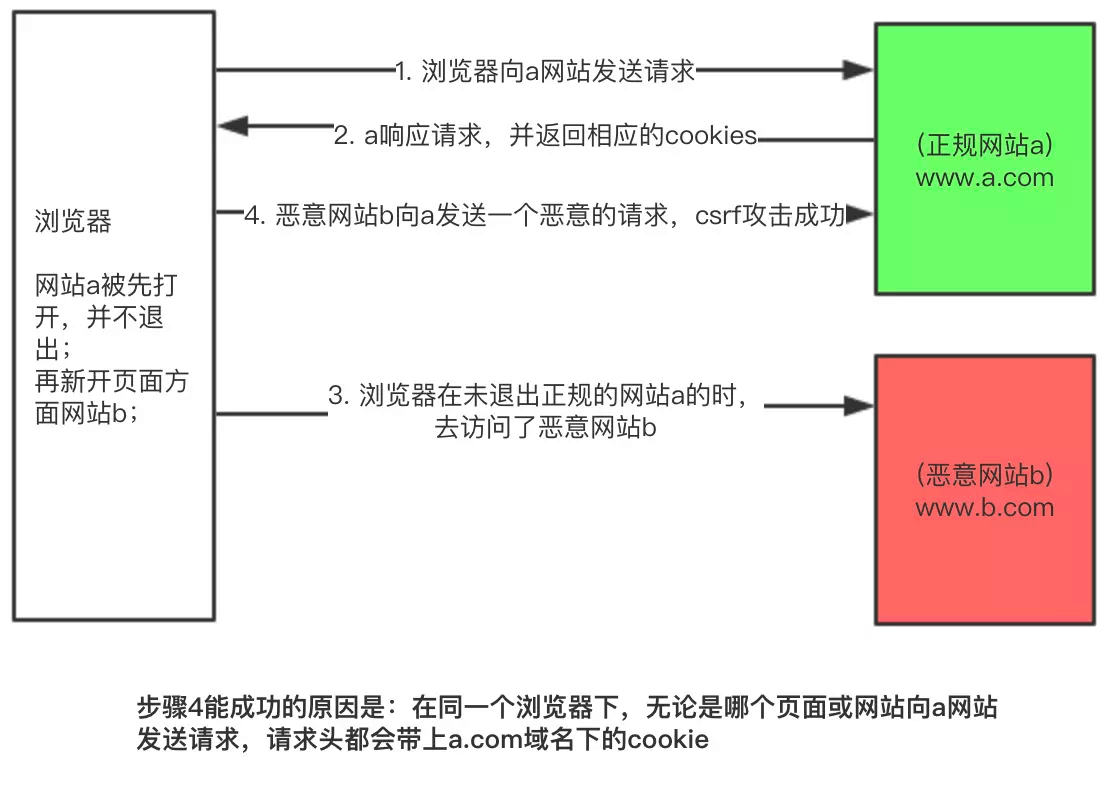 1. 浏览器向a网站发送请求
2. a响应请求，并返回相应的cookies
（正规网站a）
www.a.com
4. 恶意网站b向a发送一个恶意的请求，csrf攻击成功
浏览器
网站a被先打
开，并不退
出；
再新开页面方
面网站b；
3. 浏览器在未退出正规的网站a的时，
去访问了恶意网站b
（恶意网站b）
www.b.com
步骤4能成功的原因是：在同一个浏览器下，无论是哪个页面或网站向a网站
发送请求，请求头都会带上a.com域名下的cookie